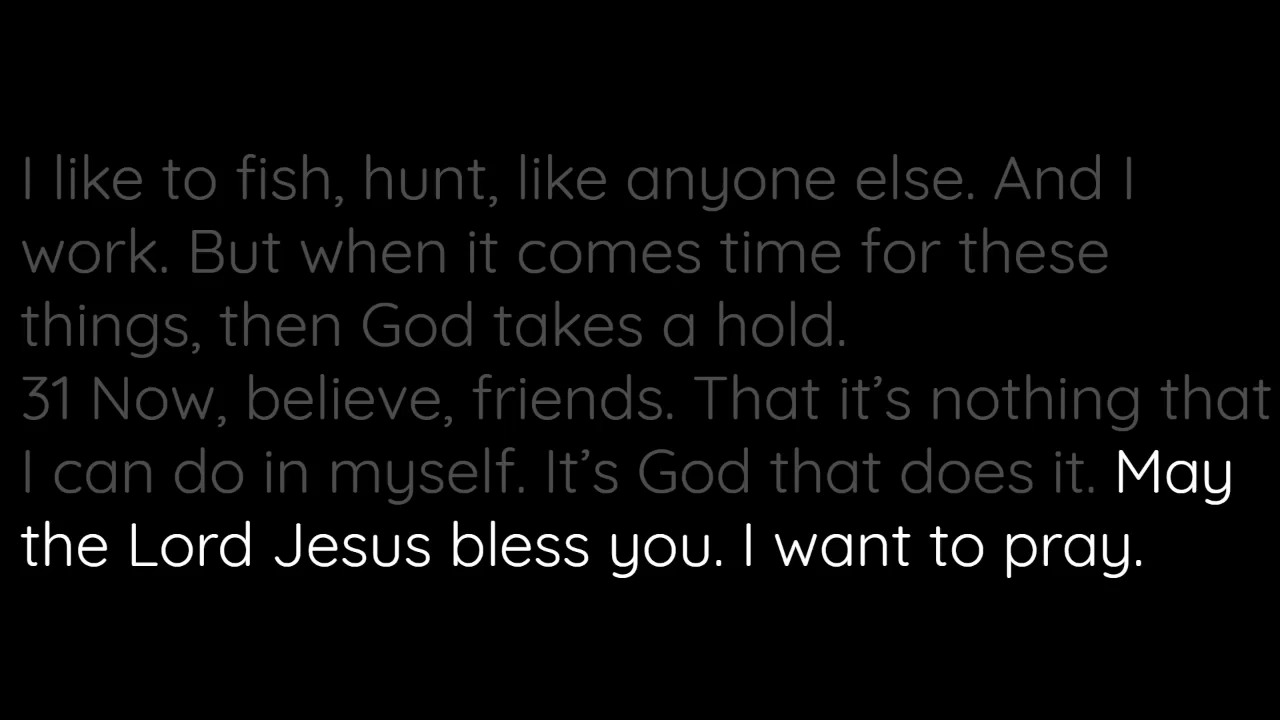 I like to fish, hunt, like anyone else. And I
work. But when it comes time for these
things, then God takes a hold.
31 Now, believe, friends. That it’s nothing that
I can do in myself. It’s God that does it. May
the Lord Jesus bless you. I want to pray.